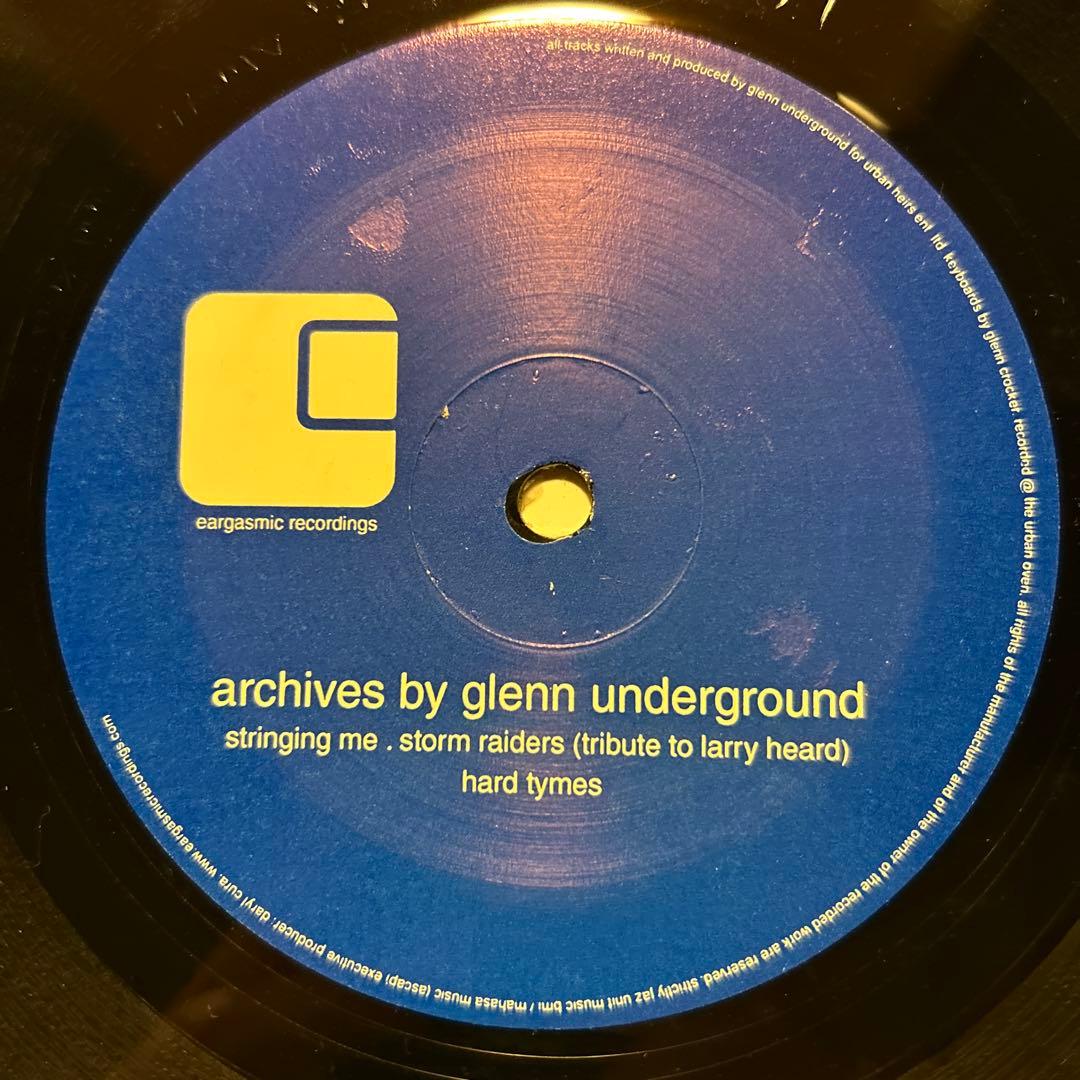 eargasmic recordings
archives by glenn underground
stringing me . storm raiders (tribute to larry heard)
hard tymes
all tracks written and produced by glenn underground for urban heirs ent. ltd keyboards by glenn crocker. recorded @ the urban oven. all rights of the manufacturer and of the owner of the recorded work are reserved. strictly jaz unit music bmi / mahasa music (ascap) executive producer: daryl cura. www.eargasmicrecordings.com